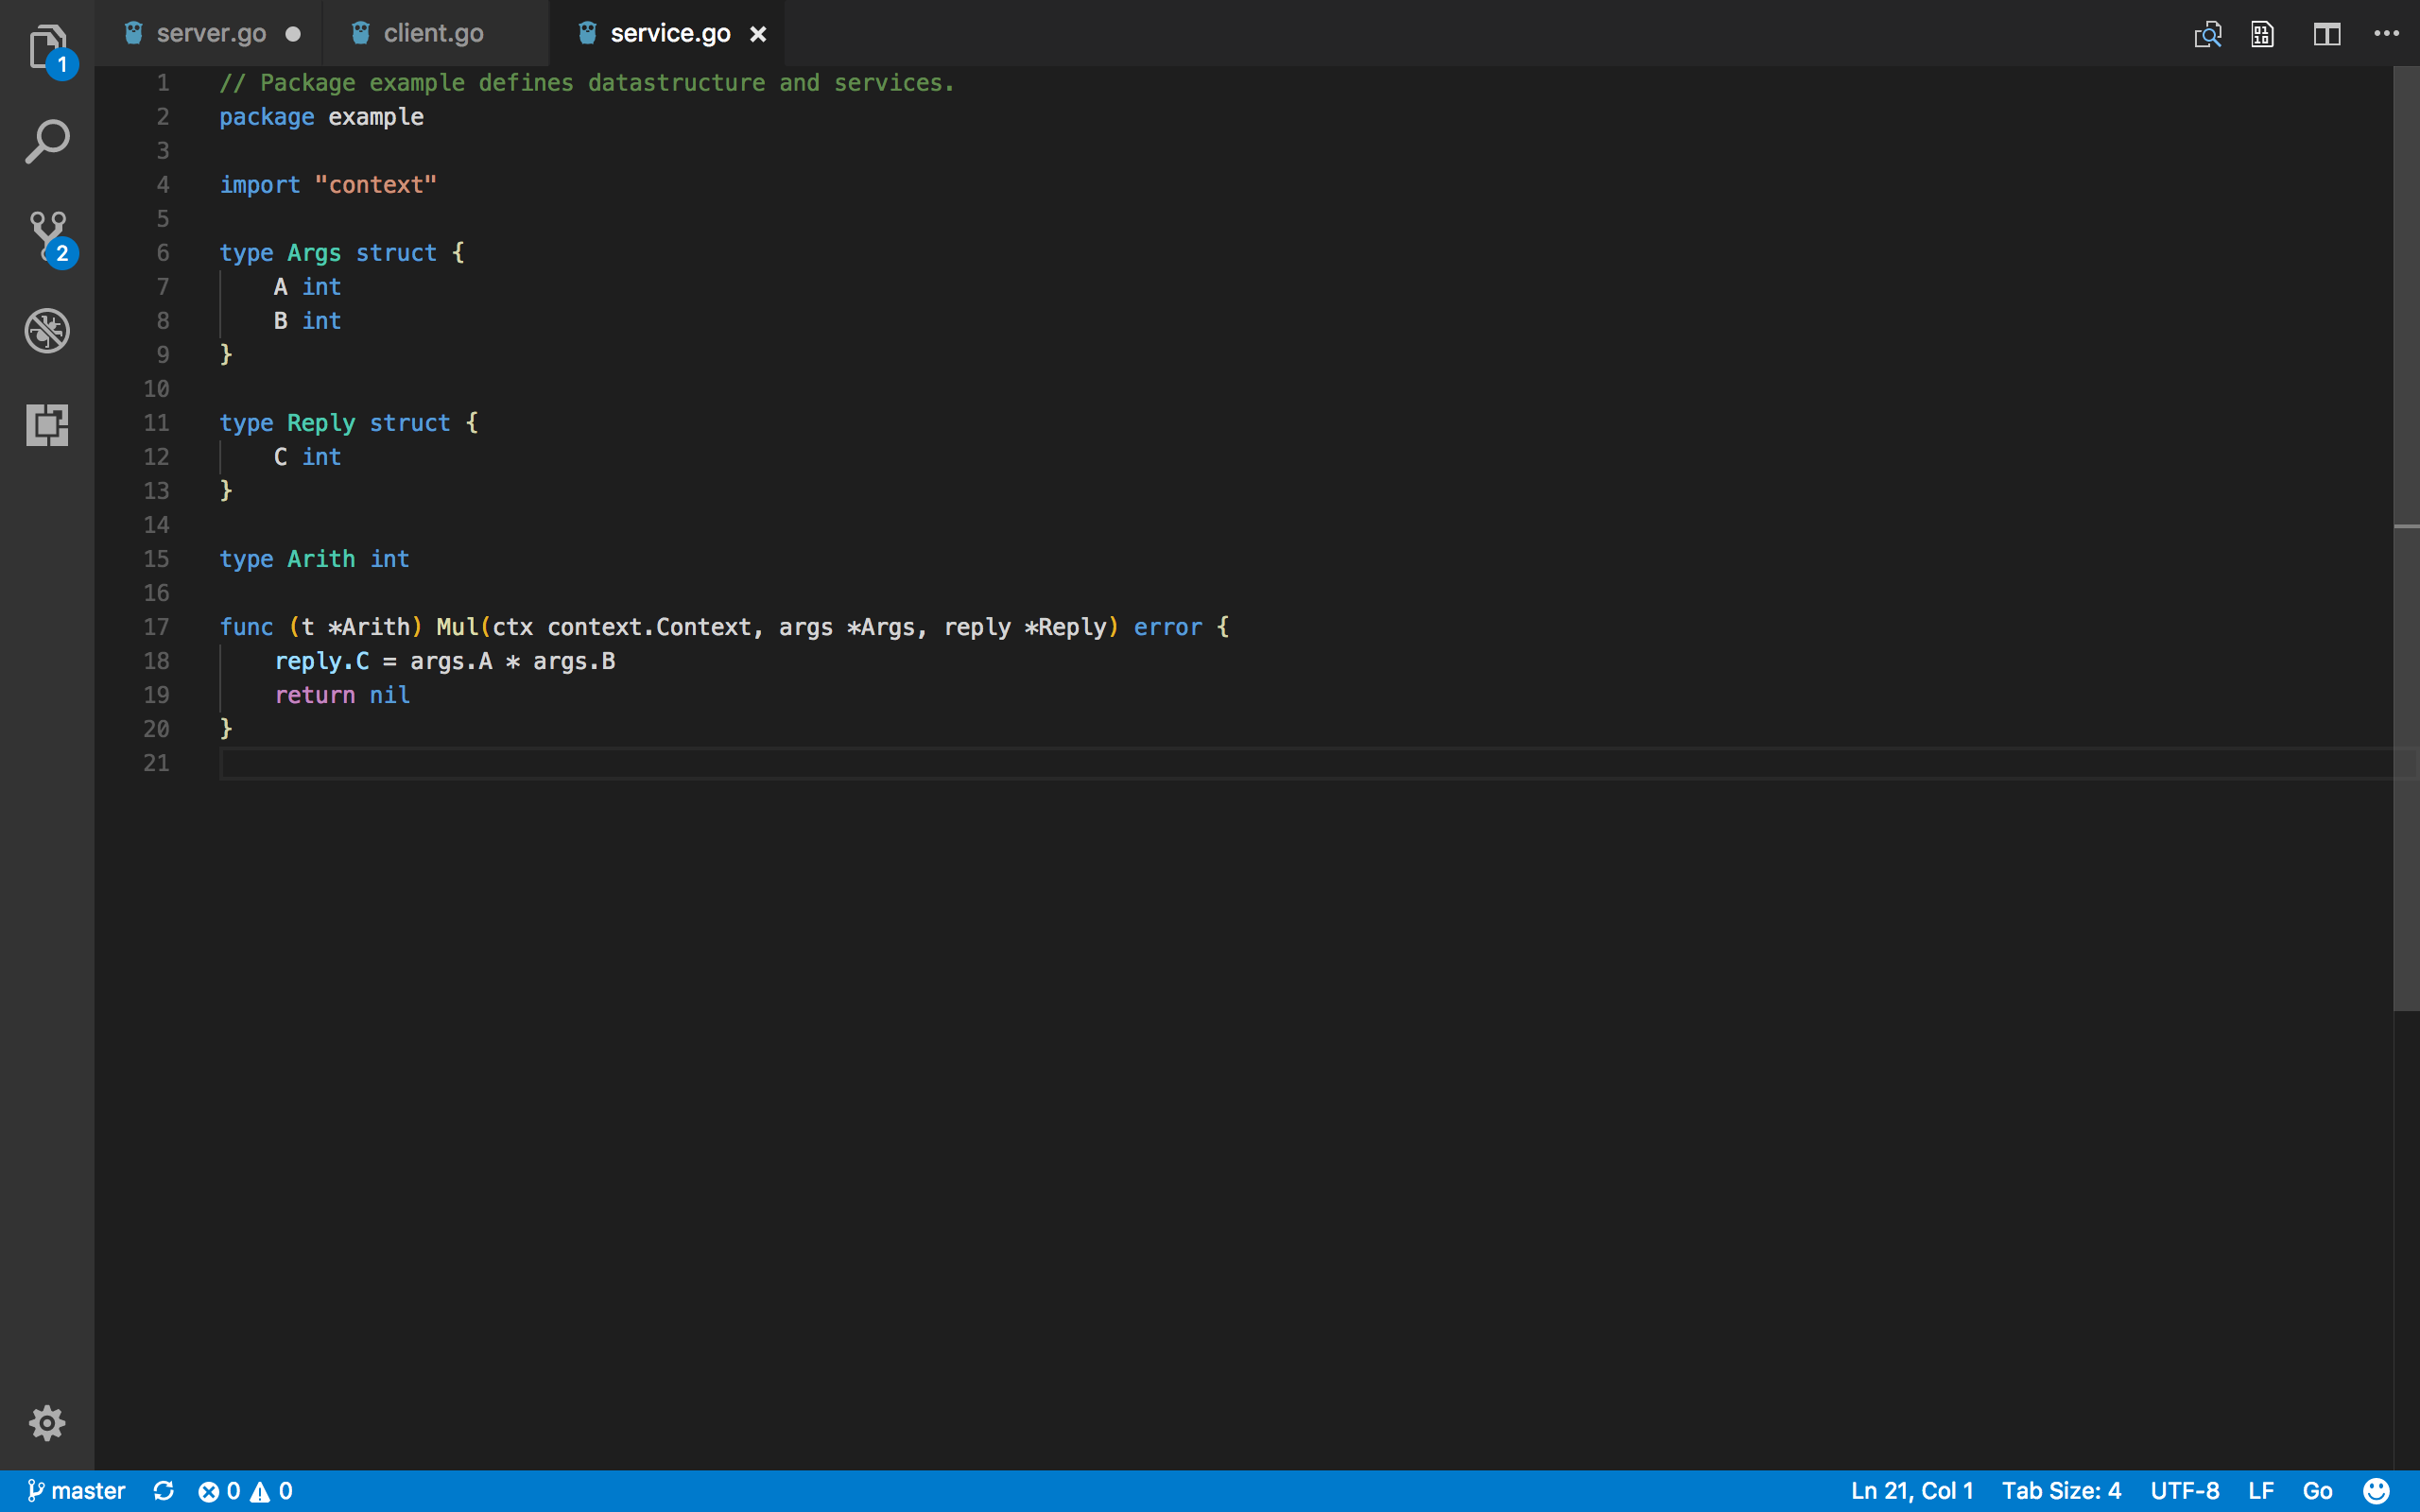 server.go client.go service.go
1
2
1 // Package example defines datastructure and services.
2 package example
3
4 import "context"
5
6 type Args struct {
7 A int
8 B int
9 }
10
11 type Reply struct {
12 C int
13 }
14
15 type Arith int
16
17 func (t *Arith) Mul(ctx context.Context, args *Args, reply *Reply) error {
18 reply.C = args.A * args.B
19 return nil
20 }
21
master 0 0 Ln 21, Col 1 Tab Size: 4 UTF-8 LF Go